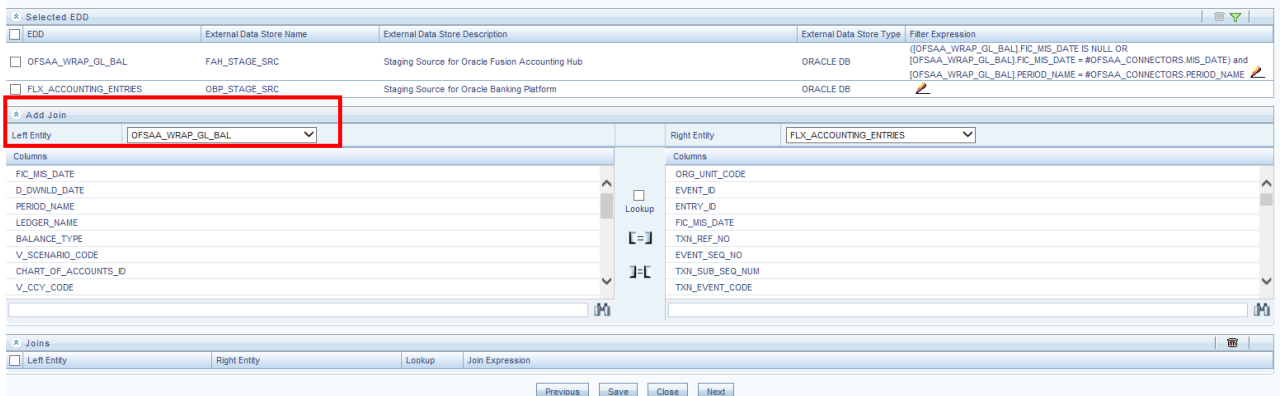 Selected EDD
EDD External Data Store Name External Data Store Description External Data Store Type Filter Expression
OFSAA_WRAP_GL_BAL FAH_STAGE_SRC Staging Source for Oracle Fusion Accounting Hub ORACLE DB ([OFSAA_WRAP_GL_BAL].FIC_MIS_DATE IS NULL OR
[OFSAA_WRAP_GL_BAL].FIC_MIS_DATE = #OFSAA_CONNECTORS.MIS_DATE) and
[OFSAA_WRAP_GL_BAL].PERIOD_NAME = #OFSAA_CONNECTORS.PERIOD_NAME
FLX_ACCOUNTING_ENTRIES OBP_STAGE_SRC Staging Source for Oracle Banking Platform ORACLE DB
Add Join
Left Entity OFSAA_WRAP_GL_BAL Right Entity FLX_ACCOUNTING_ENTRIES
Columns Columns
FIC_MIS_DATE ORG_UNIT_CODE
D_DWNLD_DATE EVENT_ID
PERIOD_NAME Lookup ENTRY_ID
LEDGER_NAME FIC_MIS_DATE
BALANCE_TYPE TXN_REF_NO
V_SCENARIO_CODE EVENT_SEQ_NO
CHART_OF_ACCOUNTS_ID TXN_SUB_SEQ_NUM
V_CCY_CODE TXN_EVENT_CODE
Joins
Left Entity Right Entity Lookup Join Expression
Previous Save Close Next